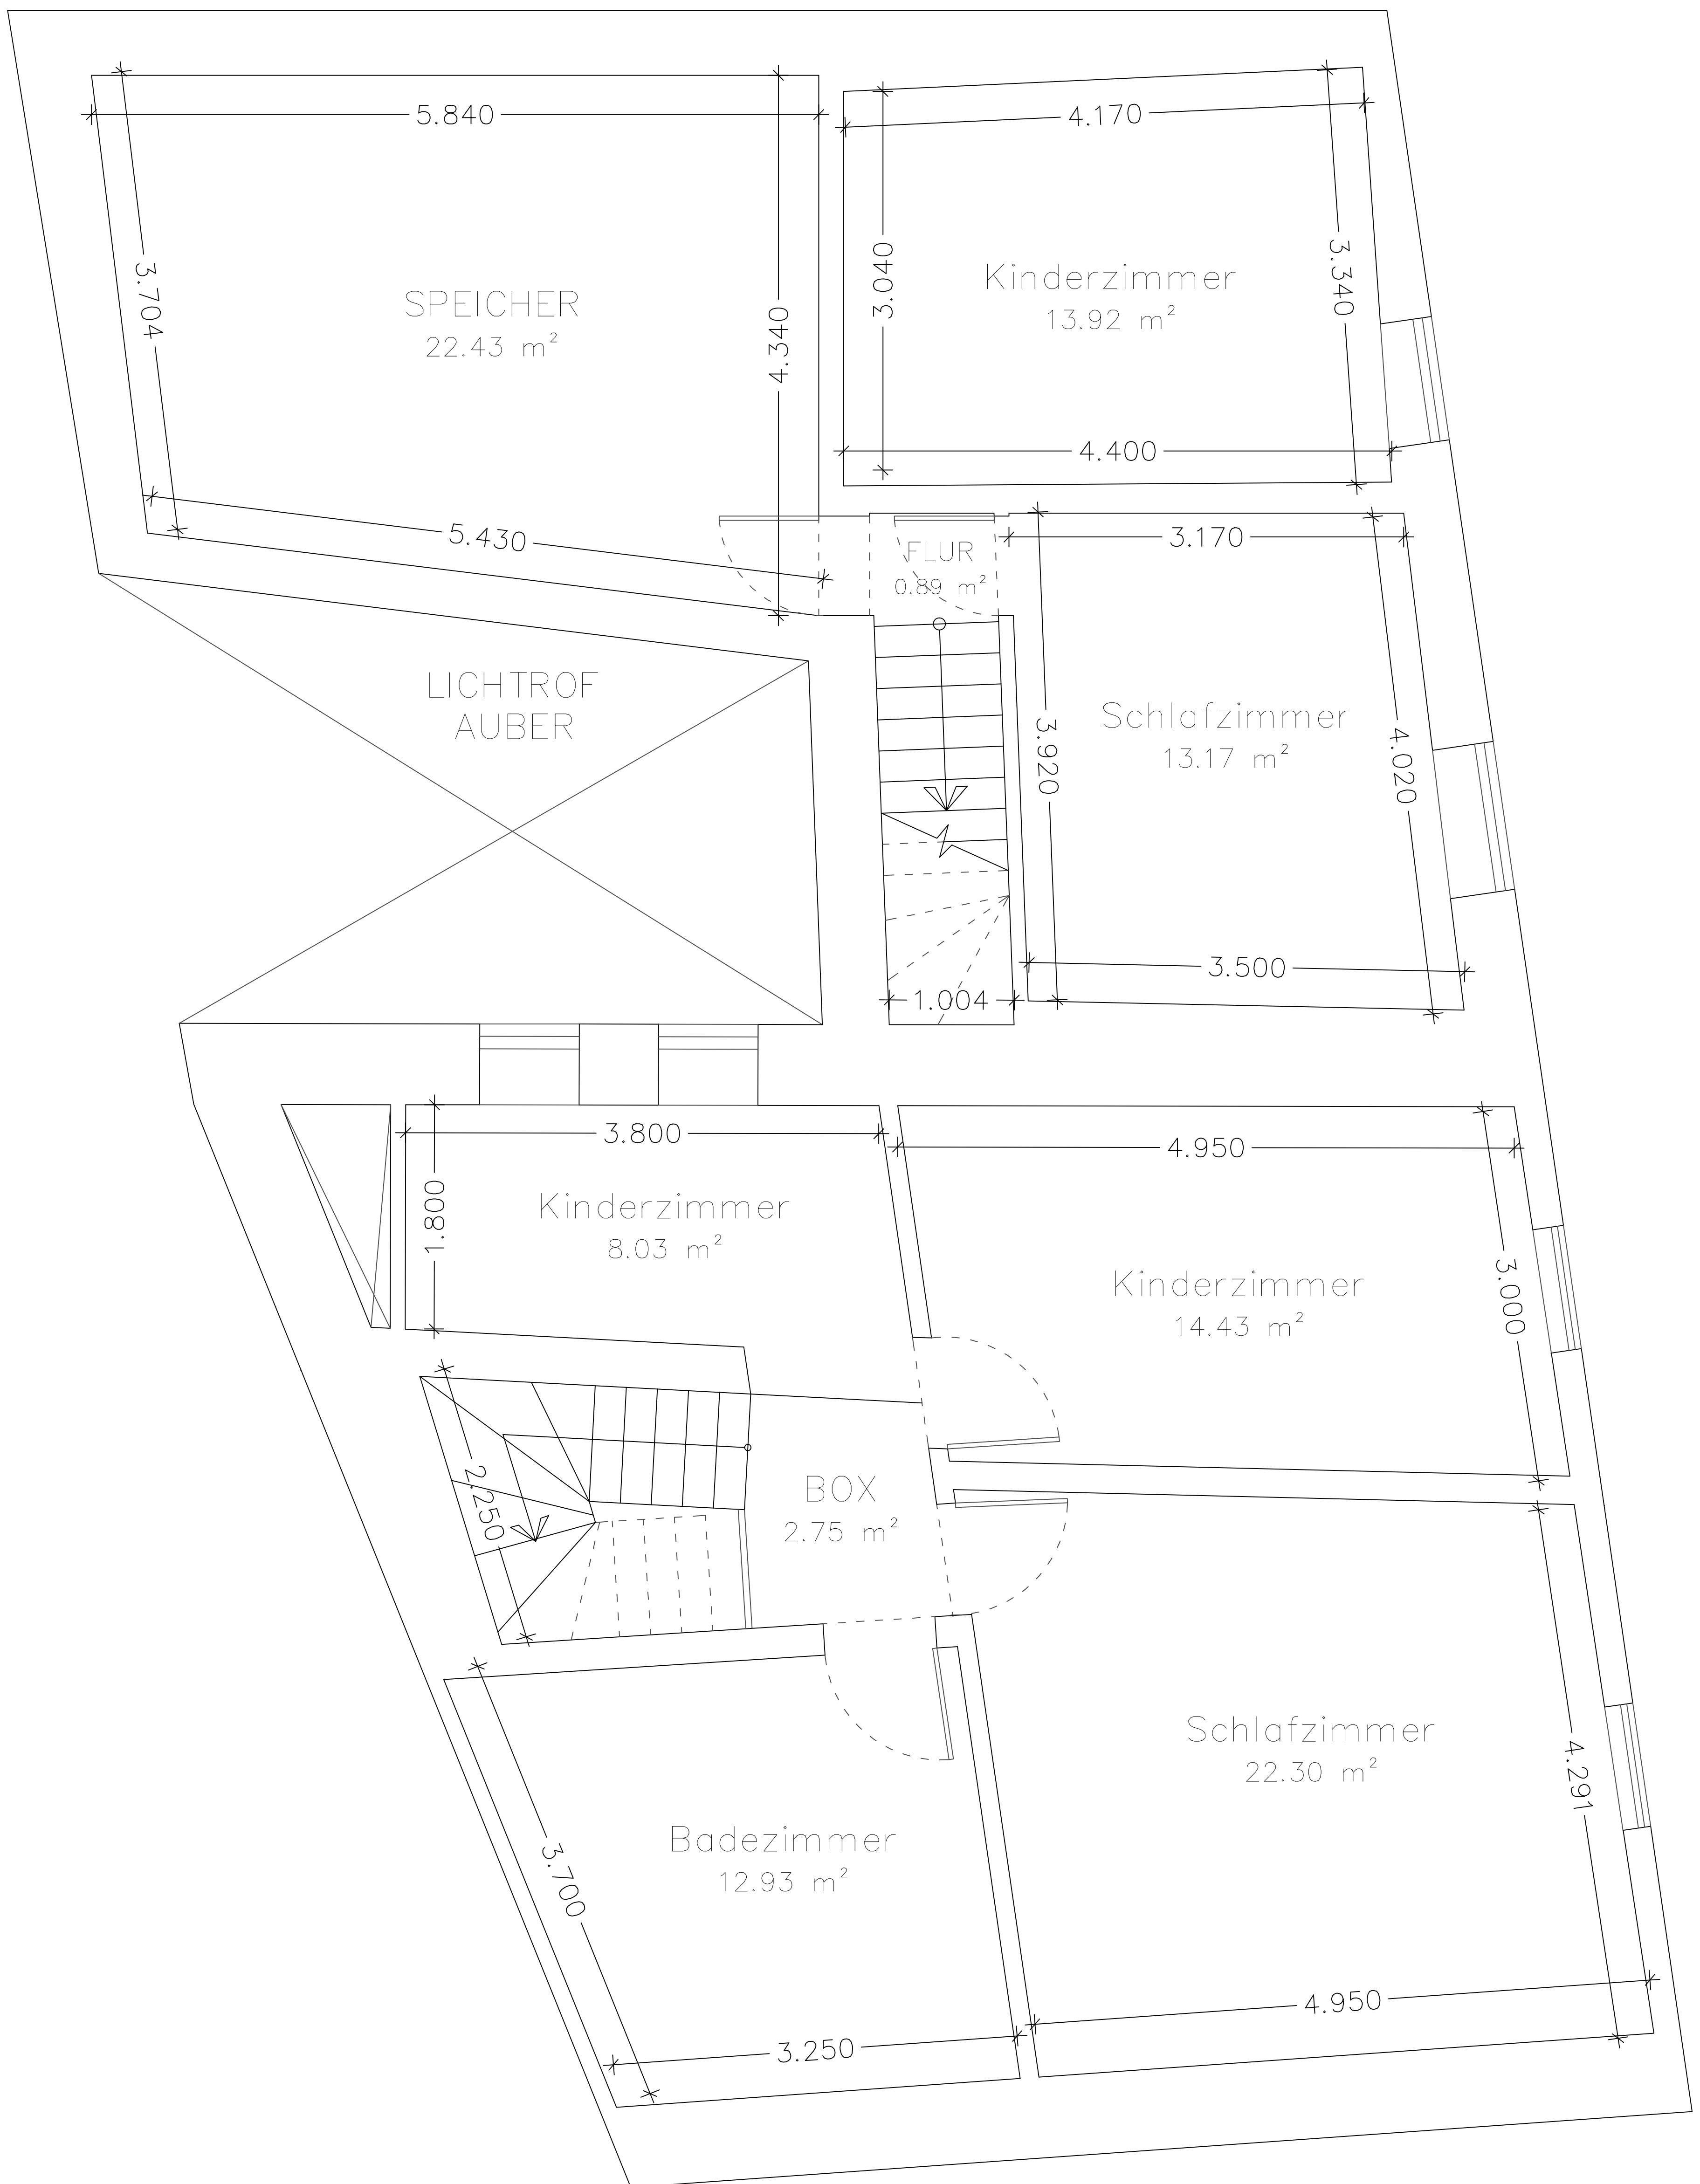 5.840
4.170
3.704
SPEICHER
22.43 m²
4.340
3.040
Kinderzimmer
13.92 m²
3.340
4.400
5.430
FLUR
0.89 m²
3.170
LICHTROF
AUBER
3.920
Schlafzimmer
13.17 m²
4.020
3.500
1.004
3.800
4.950
1.800
Kinderzimmer
8.03 m²
Kinderzimmer
14.43 m²
3.000
2.250
BOX
2.75 m²
Schlafzimmer
22.30 m²
4.291
Badezimmer
12.93 m²
3.700
4.950
3.250